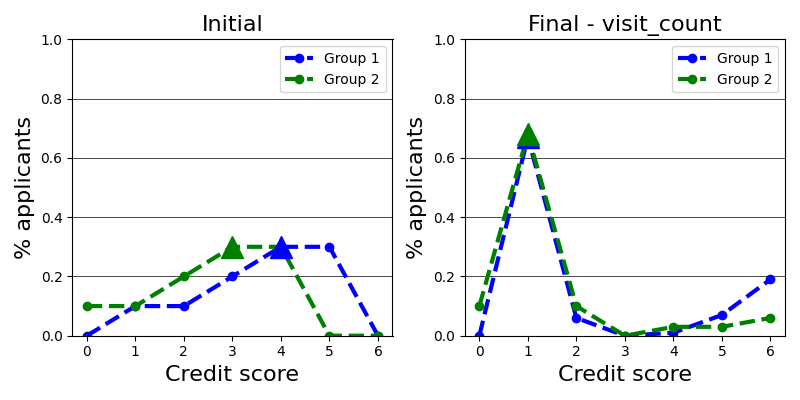 Initial
Final - visit_count
% applicants
1.0
0.8
0.6
0.4
0.2
0.0
Group 1
Group 2
0 1 2 3 4 5 6
Credit score
% applicants
1.0
0.8
0.6
0.4
0.2
0.0
Group 1
Group 2
0 1 2 3 4 5 6
Credit score